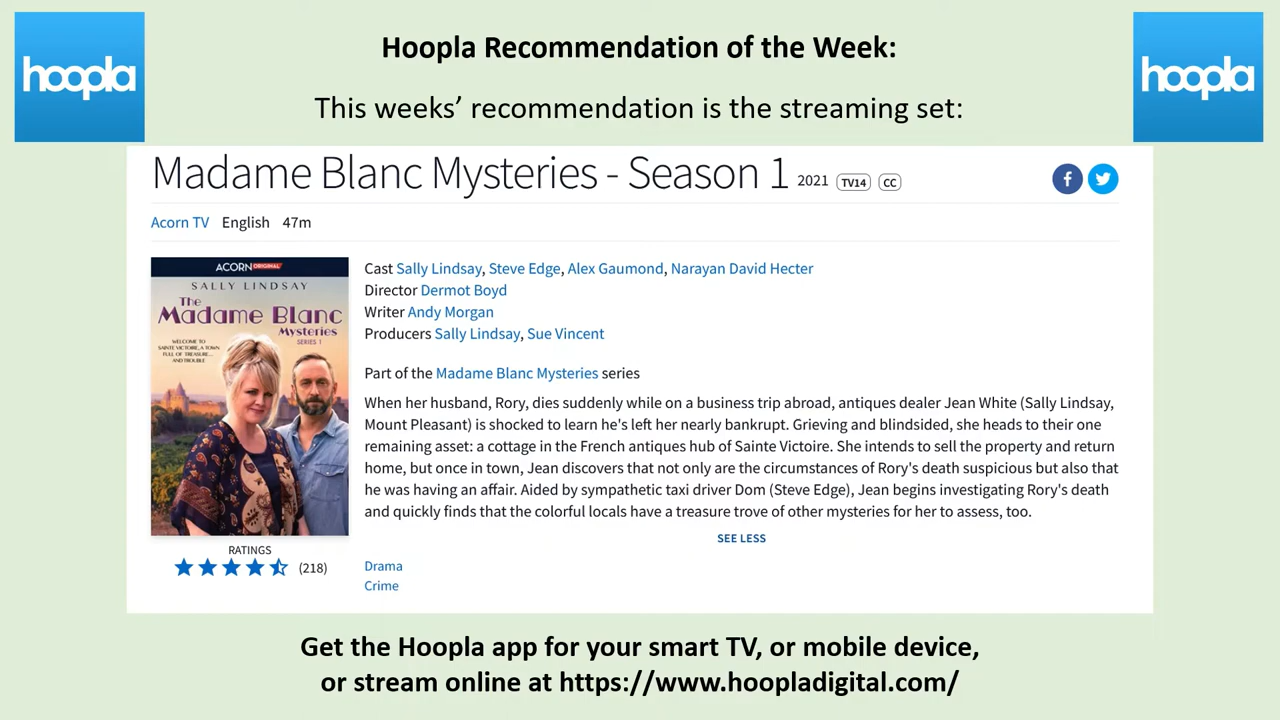 hoopla
Hoopla Recommendation of the Week:
hoopla
This weeks’ recommendation is the streaming set:
Madame Blanc Mysteries - Season 1 2021 TV14 CC
Acorn TV English 47m
ACORN ORIGINAL
SALLY LINDSAY
The
Madame Blanc
Mysteries
SERIES 1
WELCOME TO
SAINTE VICTOIRE, A TOWN
FULL OF TREASURE...
AND TROUBLE
RATINGS
(218)
Cast Sally Lindsay, Steve Edge, Alex Gaumond, Narayan David Hecter
Director Dermot Boyd
Writer Andy Morgan
Producers Sally Lindsay, Sue Vincent
Part of the Madame Blanc Mysteries series
When her husband, Rory, dies suddenly while on a business trip abroad, antiques dealer Jean White (Sally Lindsay,
Mount Pleasant) is shocked to learn he's left her nearly bankrupt. Grieving and blindsided, she heads to their one
remaining asset: a cottage in the French antiques hub of Sainte Victoire. She intends to sell the property and return
home, but once in town, Jean discovers that not only are the circumstances of Rory's death suspicious but also that
he was having an affair. Aided by sympathetic taxi driver Dom (Steve Edge), Jean begins investigating Rory's death
and quickly finds that the colorful locals have a treasure trove of other mysteries for her to assess, too.
SEE LESS
Drama
Crime
Get the Hoopla app for your smart TV, or mobile device,
or stream online at https://www.hoopladigital.com/